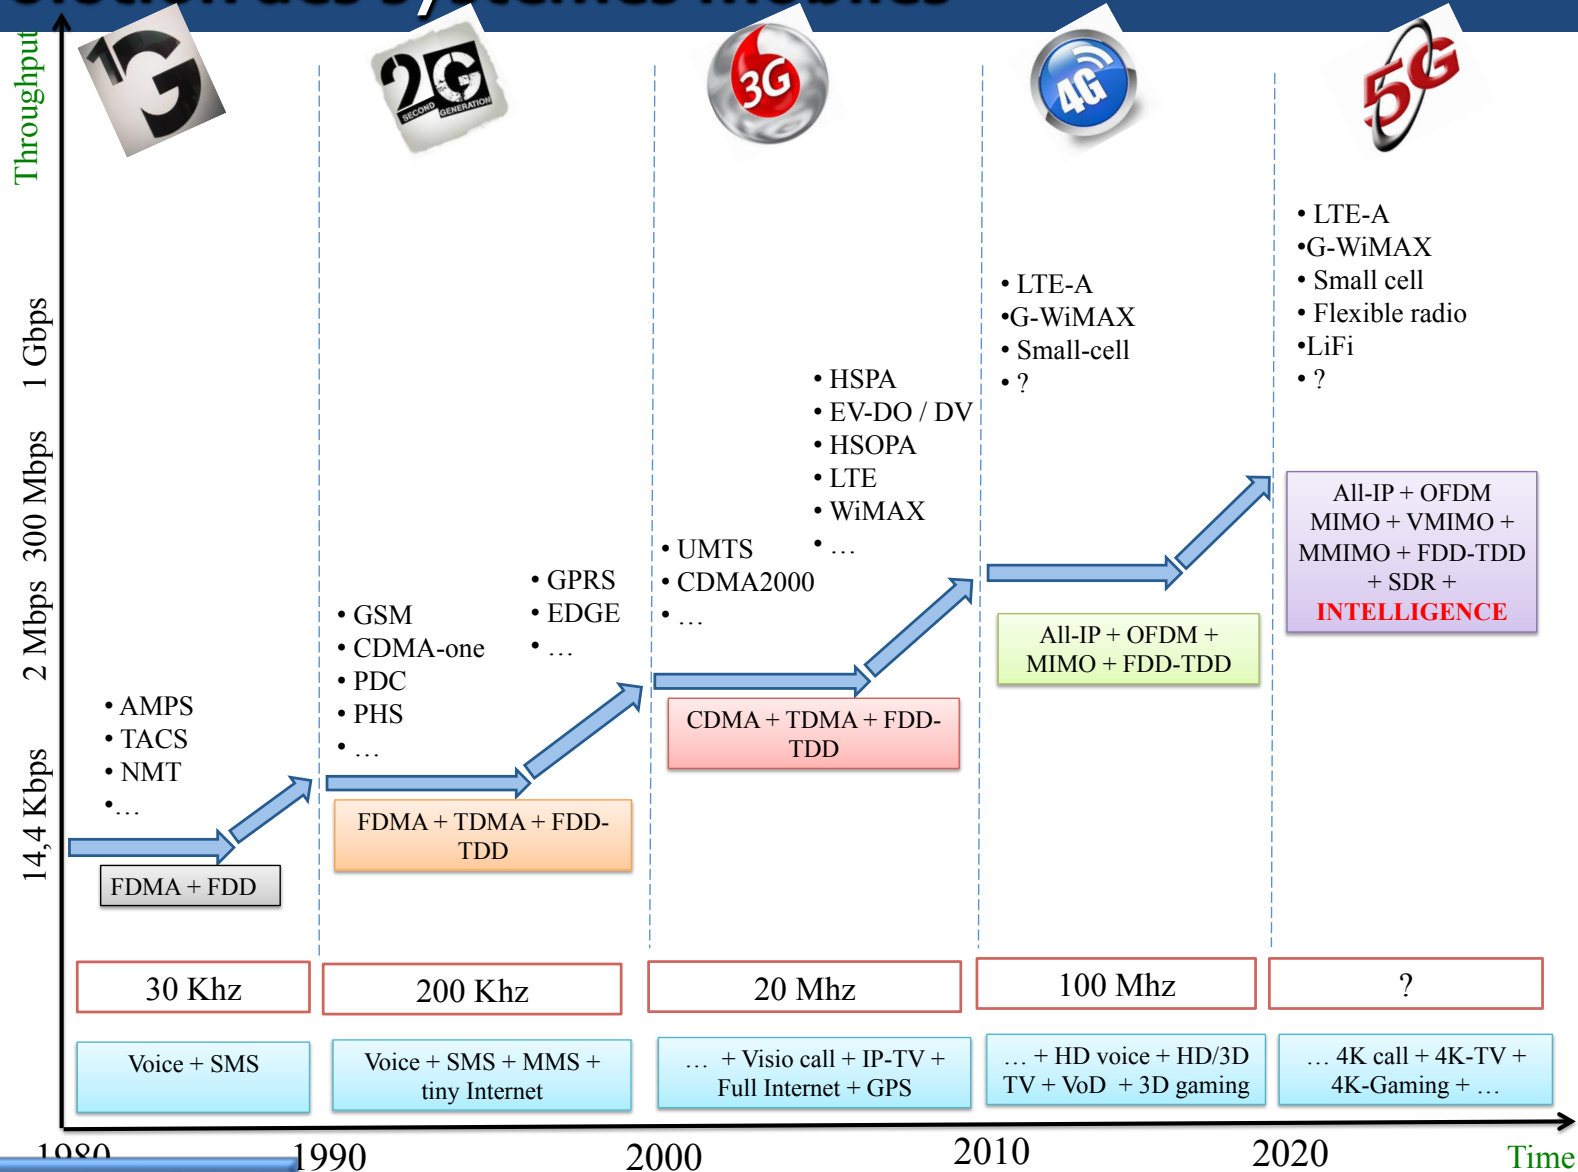 des systèmes mobiles
Throughput
1G
2G
SECOND GENERATION
3G
4G
5G
1 Gbps
300 Mbps
2 Mbps
14,4 Kbps
• AMPS
• TACS
• NMT
•…
FDMA + FDD
• GSM
• CDMA-one
• PDC
• PHS
• …
• GPRS
• EDGE
• …
FDMA + TDMA + FDD-
TDD
• UMTS
• CDMA2000
• …
• HSPA
• EV-DO / DV
• HSOPA
• LTE
• WiMAX
• …
CDMA + TDMA + FDD-
TDD
• LTE-A
•G-WiMAX
• Small-cell
• ?
All-IP + OFDM +
MIMO + FDD-TDD
• LTE-A
•G-WiMAX
• Small cell
• Flexible radio
•LiFi
• ?
All-IP + OFDM
MIMO + VMIMO +
MMIMO + FDD-TDD
+ SDR +
INTELLIGENCE
30 Khz
200 Khz
20 Mhz
100 Mhz
?
Voice + SMS
Voice + SMS + MMS +
tiny Internet
… + Visio call + IP-TV +
Full Internet + GPS
… + HD voice + HD/3D
TV + VoD + 3D gaming
… 4K call + 4K-TV +
4K-Gaming + …
1980
1990
2000
2010
2020
Time